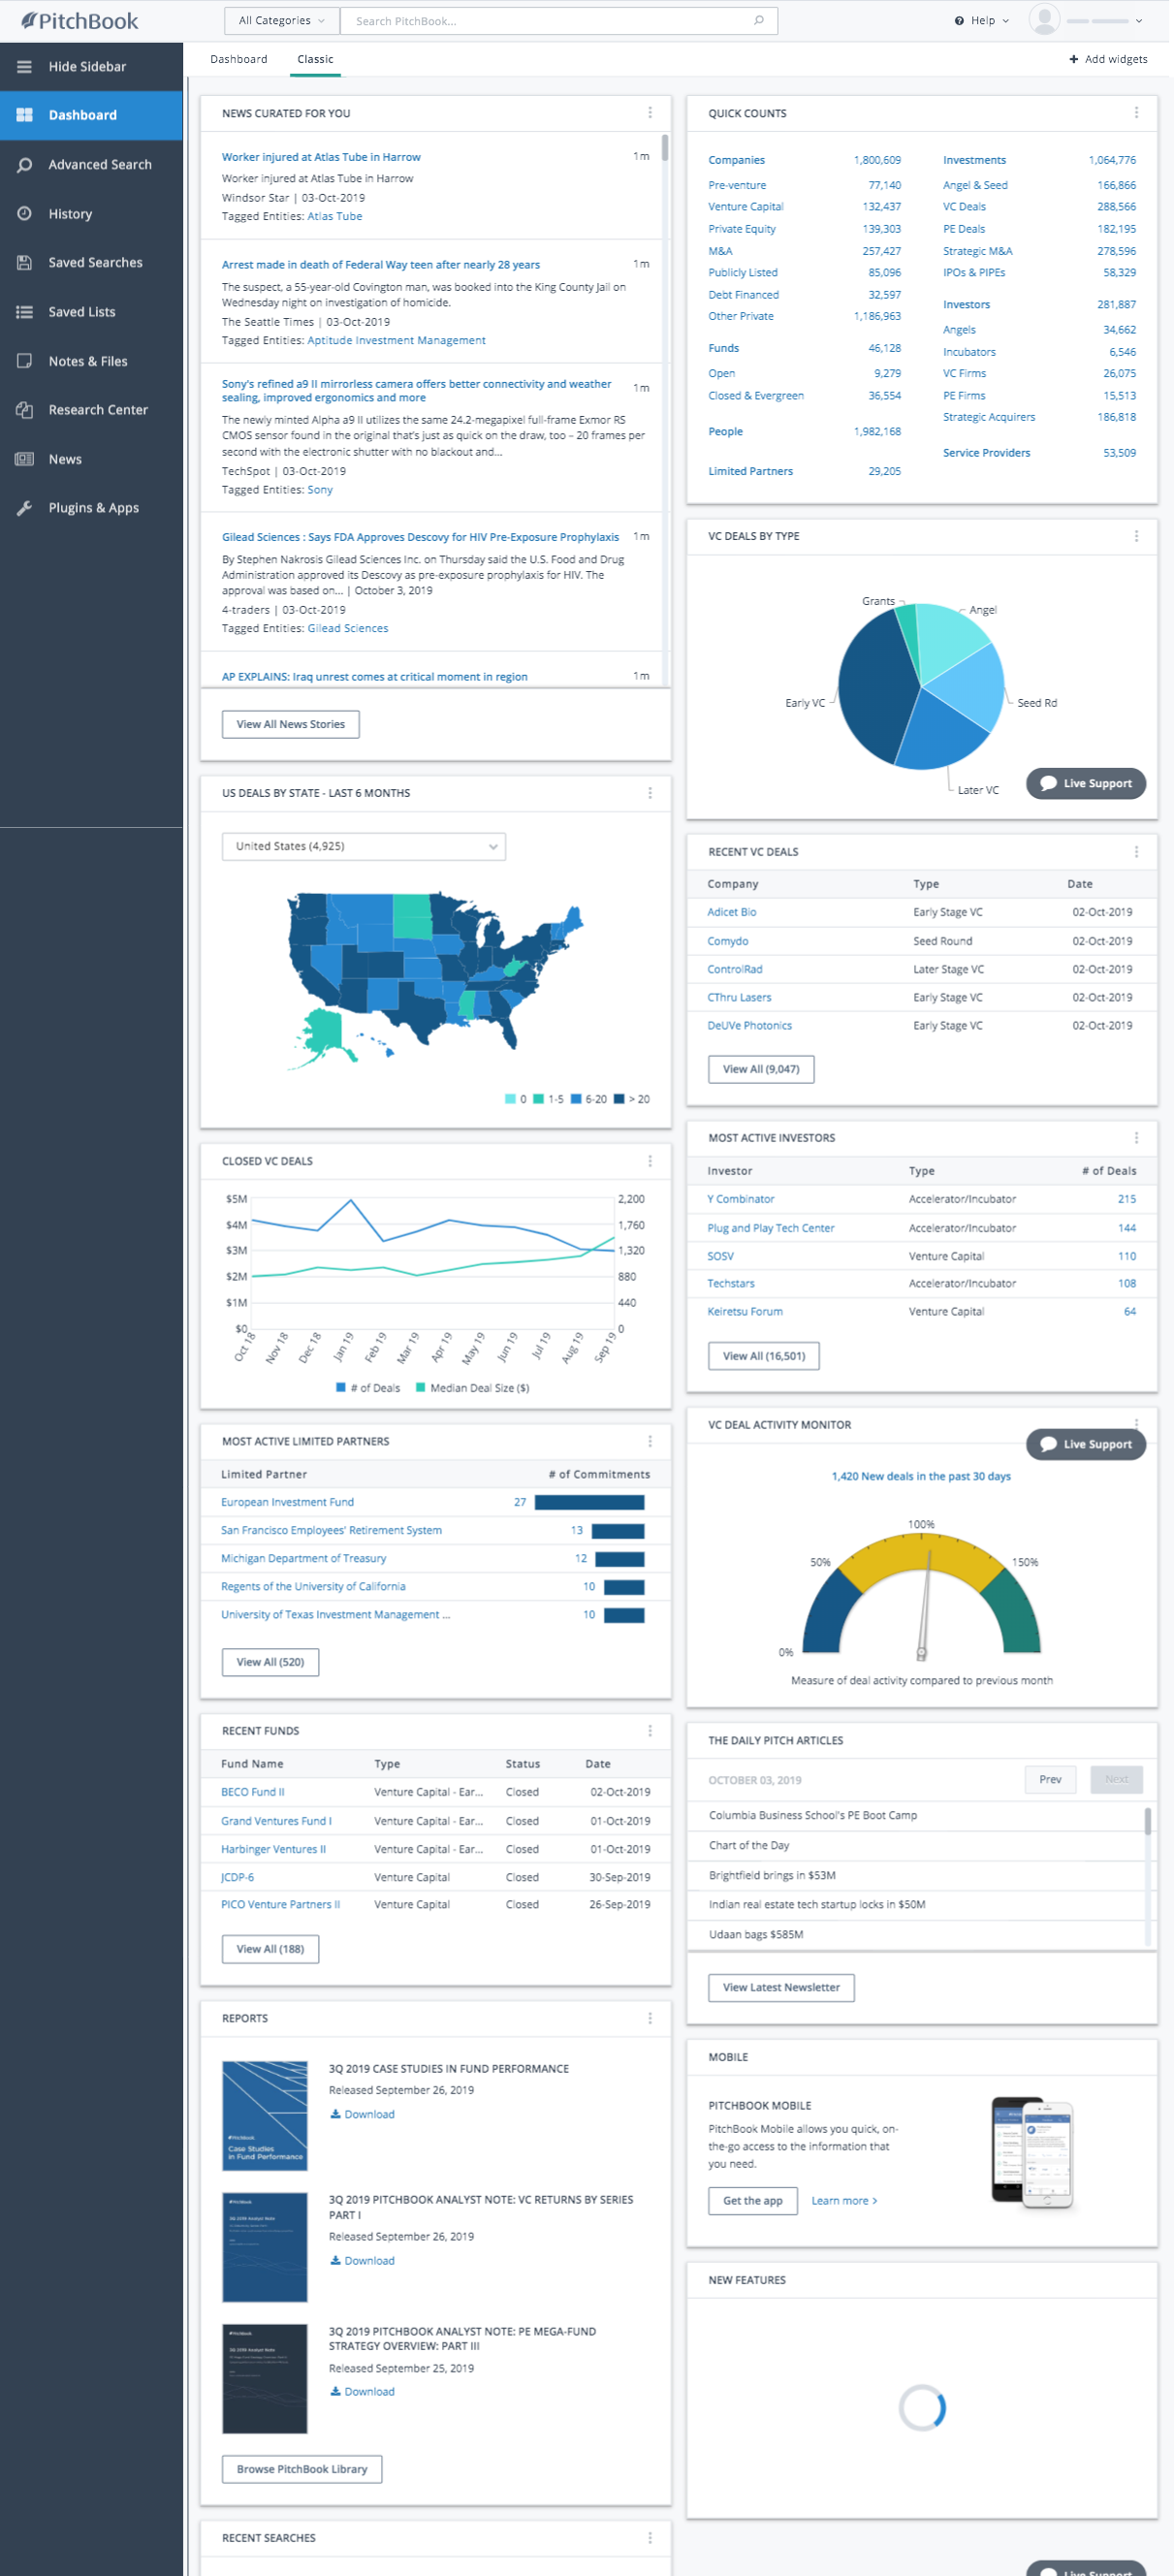 PitchBook
All Categories
Search PitchBook...
Help
Hide Sidebar
Dashboard
Advanced Search
History
Saved Searches
Saved Lists
Notes & Files
Research Center
News
Plugins & Apps
Dashboard Classic
Add widgets
NEWS CURATED FOR YOU
Worker injured at Atlas Tube in Harrow 1m
Worker injured at Atlas Tube in Harrow
Windsor Star | 03-Oct-2019
Tagged Entities: Atlas Tube
Arrest made in death of Federal Way teen after nearly 28 years 1m
The suspect, a 55-year-old Covington man, was booked into the King County Jail on
Wednesday night on investigation of homicide.
The Seattle Times | 03-Oct-2019
Tagged Entities: Aptitude Investment Management
Sony's refined a9 II mirrorless camera offers better connectivity and weather 1m
sealing, improved ergonomics and more
The newly minted Alpha a9 II utilizes the same 24.2-megapixel full-frame Exmor RS
CMOS sensor found in the original that's just as quick on the draw, too – 20 frames per
second with the electronic shutter with no blackout and...
TechSpot | 03-Oct-2019
Tagged Entities: Sony
Gilead Sciences : Says FDA Approves Descovy for HIV Pre-Exposure Prophylaxis 1m
By Stephen Nakrosis Gilead Sciences Inc. on Thursday said the U.S. Food and Drug
Administration approved its Descovy as pre-exposure prophylaxis for HIV. The
approval was based on... | October 3, 2019
4-traders | 03-Oct-2019
Tagged Entities: Gilead Sciences
AP EXPLAINS: Iraq unrest comes at critical moment in region 1m
View All News Stories
US DEALS BY STATE - LAST 6 MONTHS
United States (4,925)
0 1-5 6-20 > 20
CLOSED VC DEALS
$5M 2,200
$4M 1,760
$3M 1,320
$2M 880
$1M 440
$0 0
Oct 18 Nov 18 Dec 18 Jan 19 Feb 19 Mar 19 Apr 19 May 19 Jun 19 Jul 19 Aug 19 Sep 19
# of Deals Median Deal Size ($)
MOST ACTIVE LIMITED PARTNERS
Limited Partner # of Commitments
European Investment Fund 27
San Francisco Employees' Retirement System 13
Michigan Department of Treasury 12
Regents of the University of California 10
University of Texas Investment Management ... 10
View All (520)
RECENT FUNDS
Fund Name Type Status Date
BECO Fund II Venture Capital - Ear... Closed 02-Oct-2019
Grand Ventures Fund I Venture Capital - Ear... Closed 01-Oct-2019
Harbinger Ventures II Venture Capital - Ear... Closed 01-Oct-2019
JCDP-6 Venture Capital Closed 30-Sep-2019
PICO Venture Partners II Venture Capital Closed 26-Sep-2019
View All (188)
REPORTS
PitchBook
Case Studies
in Fund Performance
3Q 2019 CASE STUDIES IN FUND PERFORMANCE
Released September 26, 2019
Download
PitchBook
3Q 2019 PITCHBOOK ANALYST NOTE: VC RETURNS BY SERIES
PART I
Released September 26, 2019
Download
PitchBook
3Q 2019 PITCHBOOK ANALYST NOTE: PE MEGA-FUND
STRATEGY OVERVIEW: PART III
Released September 25, 2019
Download
Browse PitchBook Library
RECENT SEARCHES
QUICK COUNTS
Companies 1,800,609
Pre-venture 77,140
Venture Capital 132,437
Private Equity 139,303
M&A 257,427
Publicly Listed 85,096
Debt Financed 32,597
Other Private 1,186,963
Funds 46,128
Open 9,279
Closed & Evergreen 36,554
People 1,982,168
Limited Partners 29,205
Investments 1,064,776
Angel & Seed 166,866
VC Deals 288,566
PE Deals 182,195
Strategic M&A 278,596
IPOs & PIPEs 58,329
Investors 281,887
Angels 34,662
Incubators 6,546
VC Firms 26,075
PE Firms 15,513
Strategic Acquirers 186,818
Service Providers 53,509
VC DEALS BY TYPE
Grants
Angel
Early VC
Seed Rd
Later VC
Live Support
RECENT VC DEALS
Company Type Date
Adicet Bio Early Stage VC 02-Oct-2019
Comydo Seed Round 02-Oct-2019
ControlRad Later Stage VC 02-Oct-2019
CThru Lasers Early Stage VC 02-Oct-2019
DeUVe Photonics Early Stage VC 02-Oct-2019
View All (9,047)
MOST ACTIVE INVESTORS
Investor Type # of Deals
Y Combinator Accelerator/Incubator 215
Plug and Play Tech Center Accelerator/Incubator 144
SOSV Venture Capital 110
Techstars Accelerator/Incubator 108
Keiretsu Forum Venture Capital 64
View All (16,501)
VC DEAL ACTIVITY MONITOR
Live Support
1,420 New deals in the past 30 days
100%
50% 150%
0%
Measure of deal activity compared to previous month
THE DAILY PITCH ARTICLES
OCTOBER 03, 2019 Prev Next
Columbia Business School's PE Boot Camp
Chart of the Day
Brightfield brings in $53M
Indian real estate tech startup locks in $50M
Udaan bags $585M
View Latest Newsletter
MOBILE
PITCHBOOK MOBILE
PitchBook Mobile allows you quick, on-
the-go access to the information that
you need.
Get the app Learn more >
NEW FEATURES
Live Support